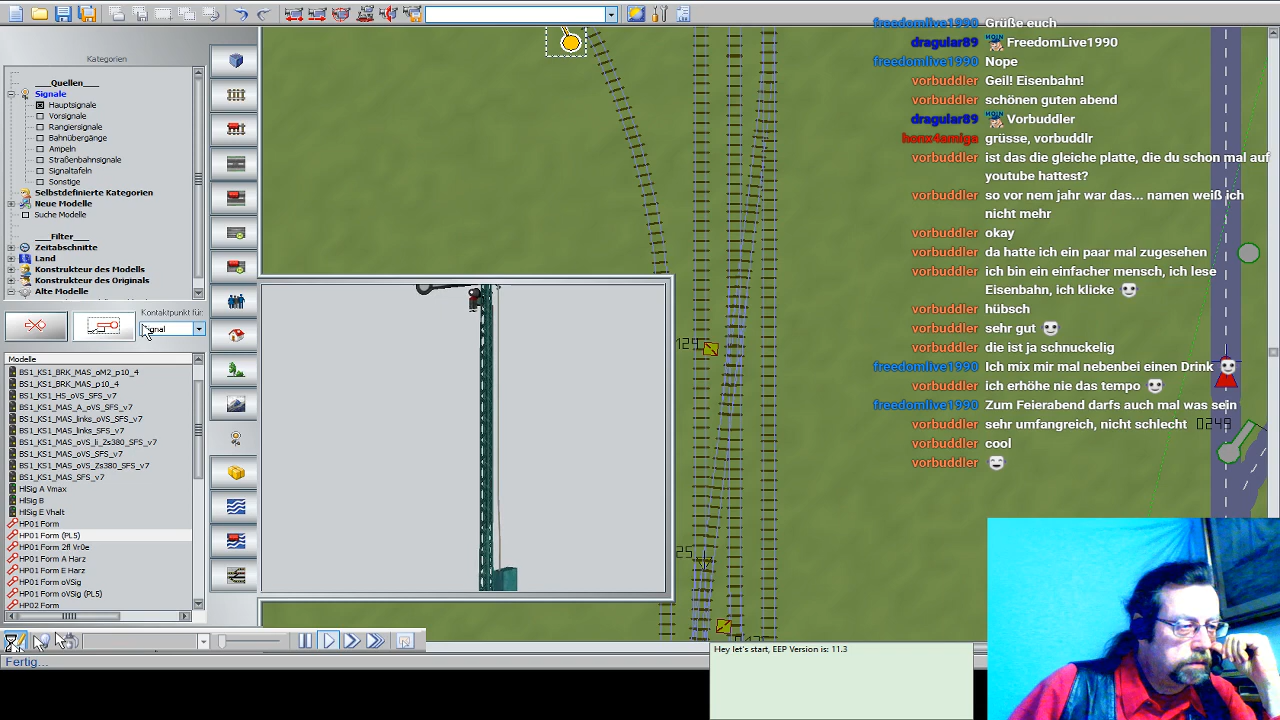 Kategorien
___Quellen___
Signale
Hauptsignale
Vorsignale
Rangiersignale
Bahnübergänge
Ampeln
Straßenbahnsignale
Signaltafeln
Sonstige
Selbstdefinierte Kategorien
Neue Modelle
Suche Modelle
___Filter___
Zeitabschnitte
Land
Konstrukteur des Modells
Konstrukteur des Originals
Alte Modelle
Kontaktpunkt für:
Signal
Modelle
BS1_KS1_BRK_MAS_oM2_p10_4
BS1_KS1_BRK_MAS_p10_4
BS1_KS1_HS_oVS_SFS_v7
BS1_KS1_MAS_A_oVS_SFS_v7
BS1_KS1_MAS_links_oVS_SFS_v7
BS1_KS1_MAS_links_SFS_v7
BS1_KS1_MAS_oVS_li_Zs380_SFS_v7
BS1_KS1_MAS_oVS_SFS_v7
BS1_KS1_MAS_oVS_Zs380_SFS_v7
BS1_KS1_MAS_SFS_v7
HlSig A Vmax
HlSig B
HlSig E Vhalt
HP01 Form
HP01 Form (PL5)
HP01 Form 2fl Vr0e
HP01 Form A Harz
HP01 Form E Harz
HP01 Form oVSig
HP01 Form oVSig (PL5)
HP02 Form
Fertig...
0249
Hey let's start, EEP Version is: 11.3
freedomlive1990 Grüße euch
dragular89 MOIN FreedomLive1990
freedomlive1990 Nope
vorbuddler Geil! Eisenbahn!
vorbuddler schönen guten abend
dragular89 MOIN Vorbuddler
honx4amiga grüsse, vorbuddlr
vorbuddler ist das die gleiche platte, die du schon mal auf
youtube hattest?
vorbuddler so vor nem jahr war das... namen weiß ich
nicht mehr
vorbuddler okay
vorbuddler da hatte ich ein paar mal zugesehen
vorbuddler ich bin ein einfacher mensch, ich lese
Eisenbahn, ich klicke
vorbuddler hübsch
vorbuddler sehr gut
vorbuddler die ist ja schnuckelig
freedomlive1990 Ich mix mir mal nebenbei einen Drink
vorbuddler ich erhöhe nie das tempo
freedomlive1990 Zum Feierabend darfs auch mal was sein
vorbuddler sehr umfangreich, nicht schlecht
vorbuddler cool
vorbuddler